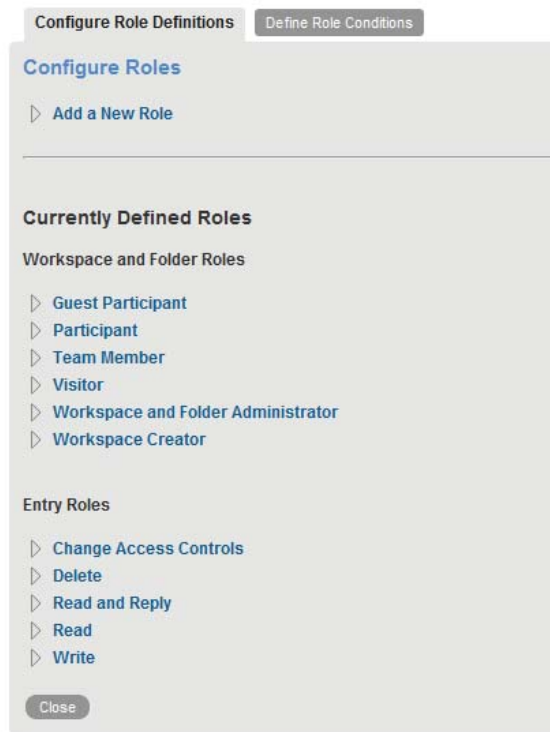 Configure Role Definitions
Define Role Conditions
Configure Roles
Add a New Role
Currently Defined Roles
Workspace and Folder Roles
Guest Participant
Participant
Team Member
Visitor
Workspace and Folder Administrator
Workspace Creator
Entry Roles
Change Access Controls
Delete
Read and Reply
Read
Write
Close